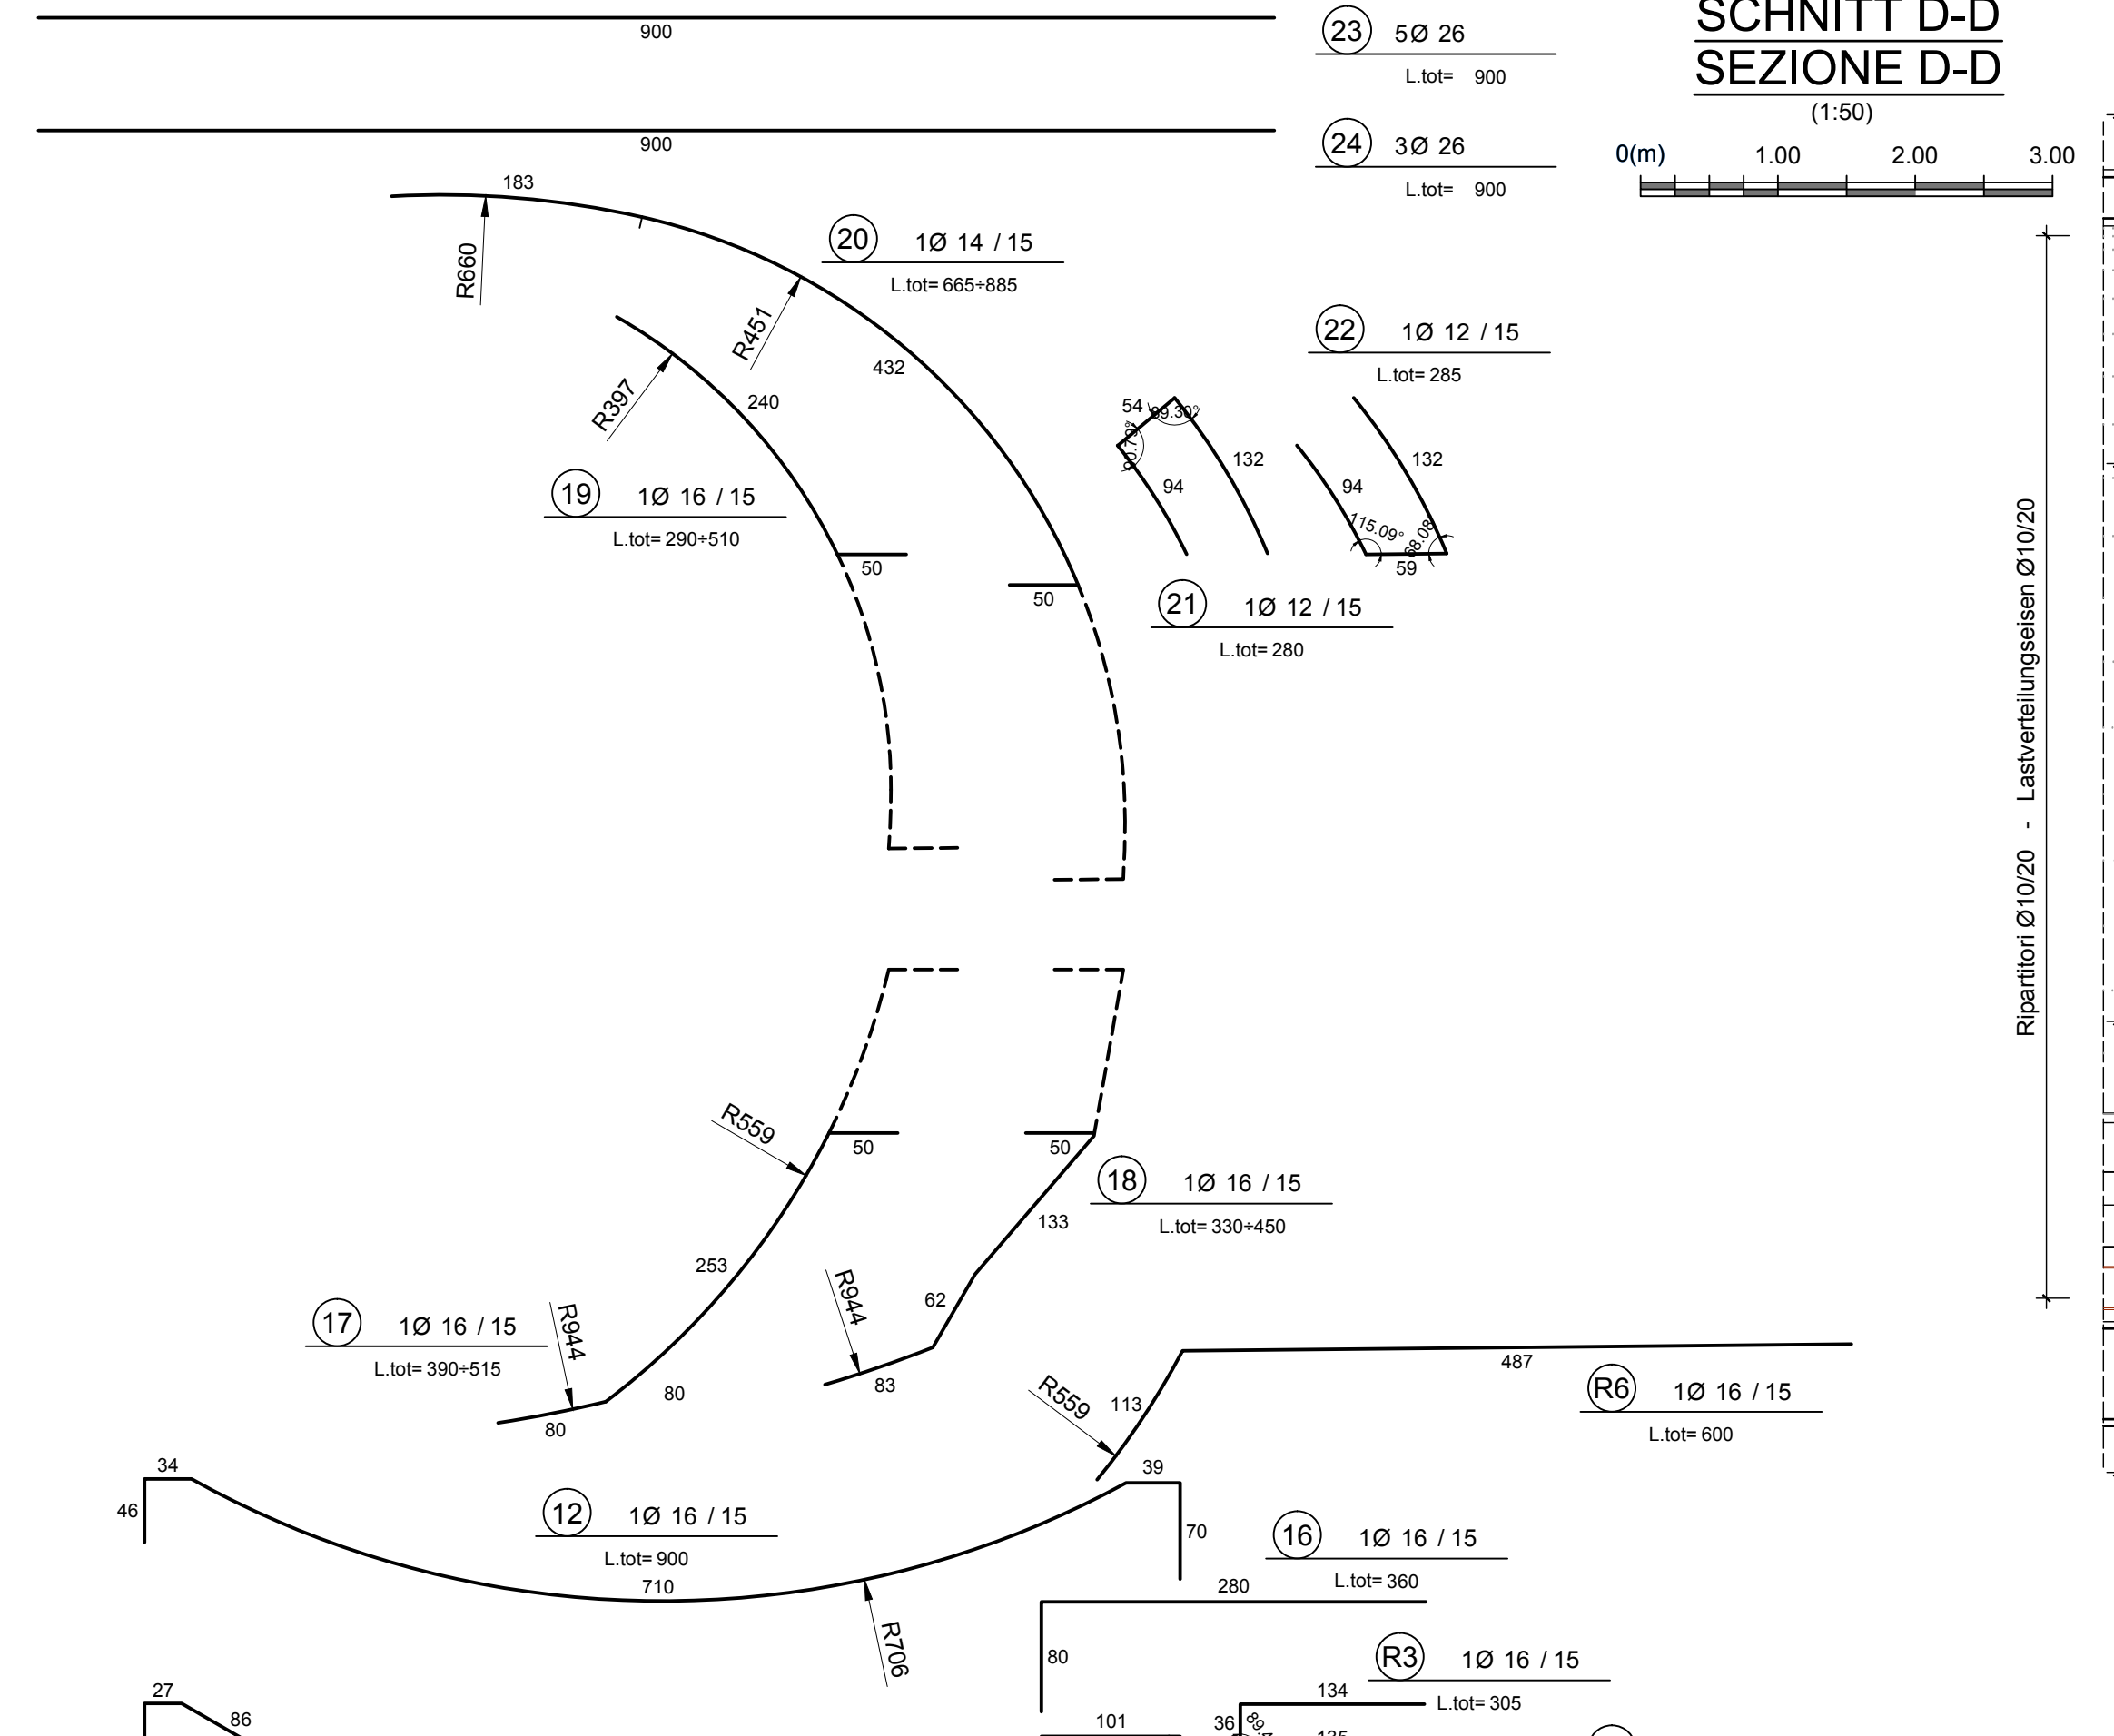 900
23 5Ø 26
L.tot= 900
SCHNITT D-D
SEZIONE D-D
(1:50)
0(m) 1.00 2.00 3.00
900
24 3Ø 26
L.tot= 900
183
R660
20 1Ø 14 / 15
L.tot= 665÷885
R451
432
R397
240
19 1Ø 16 / 15
L.tot= 290÷510
50
50
22 1Ø 12 / 15
L.tot= 285
54
90.79°
132
94
132
94
115.09°
59
21 1Ø 12 / 15
L.tot= 280
Ripartitori Ø10/20 - Lastverteilungseisen Ø10/20
R559
50
50
18 1Ø 16 / 15
L.tot= 330÷450
133
253
R944
62
83
17 1Ø 16 / 15
L.tot= 390÷515
R944
80
80
487
R6 1Ø 16 / 15
L.tot= 600
R559
113
34
46
12 1Ø 16 / 15
L.tot= 900
710
R706
39
70
16 1Ø 16 / 15
L.tot= 360
280
80
R3 1Ø 16 / 15
L.tot= 305
134
36
101
27
86